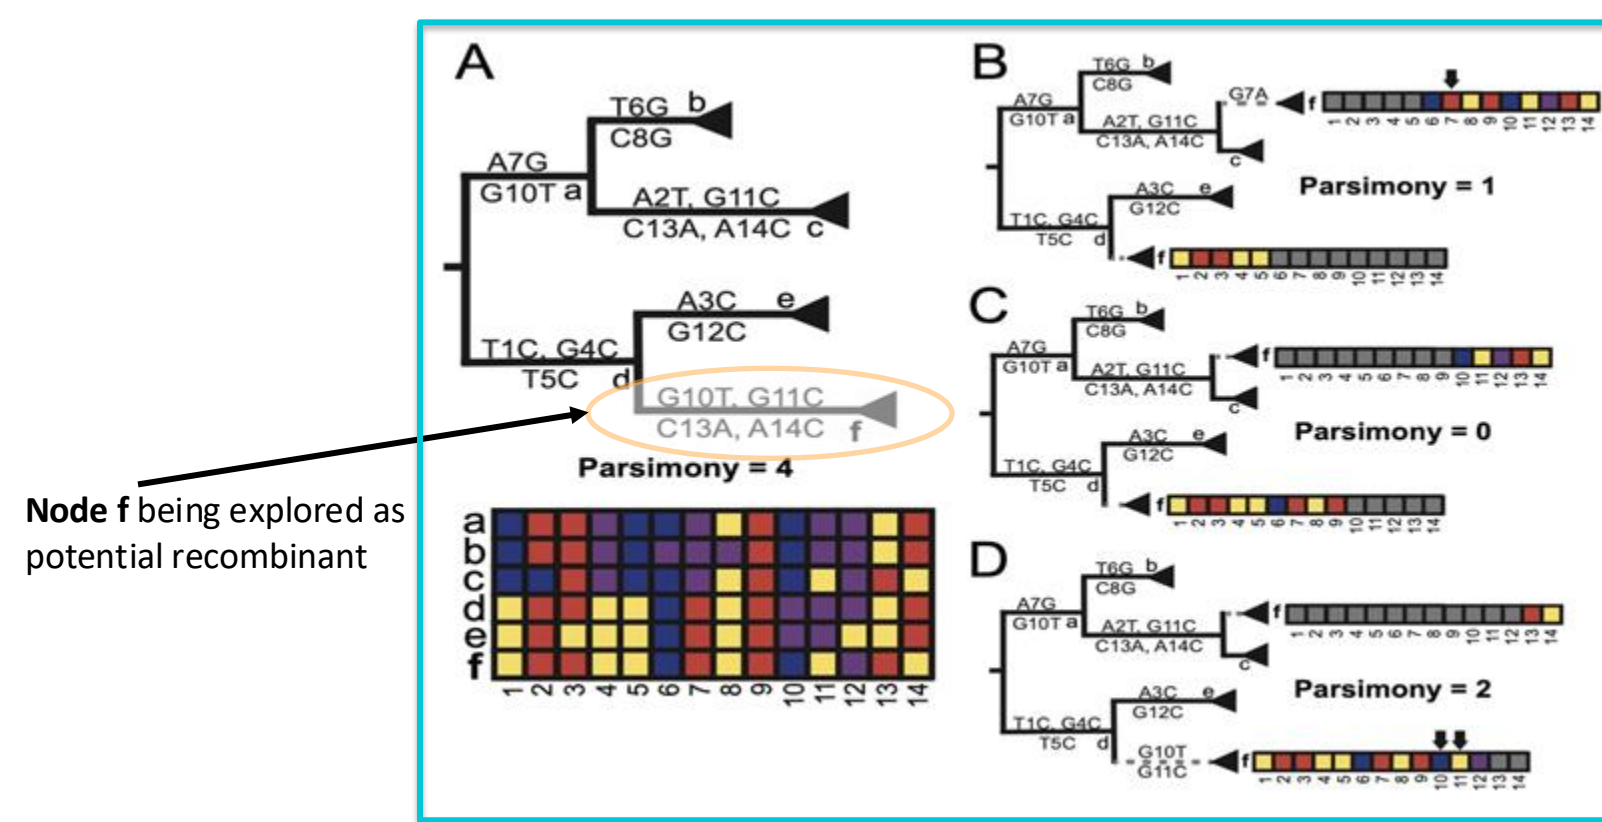 A
T6G b
C8G
A7G
G10T a
A2T, G11C
C13A, A14C c
A3C e
G12C
T1C, G4C
T5C d
G10T, G11C
C13A, A14C f
Parsimony = 4
Node f being explored as
potential recombinant
a
b
c
d
e
f
1 2 3 4 5 6 7 8 9 10 11 12 13 14
B
T6G b
C8G
A7G
G10T a
A2T, G11C
C13A, A14C
G7A
f
1 2 3 4 5 6 7 8 9 10 11 12 13 14
c
Parsimony = 1
A3C e
G12C
T1C, G4C
T5C d
f
1 2 3 4 5 6 7 8 9 10 11 12 13 14
C
T6G b
C8G
A7G
G10T a
A2T, G11C
C13A, A14C
f
1 2 3 4 5 6 7 8 9 10 11 12 13 14
c
Parsimony = 0
A3C e
G12C
T1C, G4C
T5C d
f
1 2 3 4 5 6 7 8 9 10 11 12 13 14
D
T6G b
C8G
A7G
G10T a
A2T, G11C
C13A, A14C
f
1 2 3 4 5 6 7 8 9 10 11 12 13 14
c
Parsimony = 2
A3C e
G12C
T1C, G4C
T5C d
G10T
G11C
f
1 2 3 4 5 6 7 8 9 10 11 12 13 14